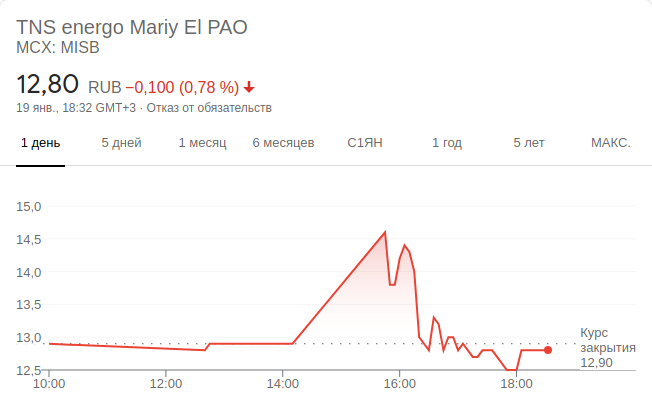 TNS energo Mariy El PAO
MCX: MISB
12,80 RUB −0,100 (0,78 %)
19 янв., 18:32 GMT+3 · Отказ от обязательств
1 день 5 дней 1 месяц 6 месяцев С1ЯН 1 год 5 лет МАКС.
15,0
14,5
14,0
13,5
13,0
12,5
Курс
закрытия
12,90
10:00 12:00 14:00 16:00 18:00